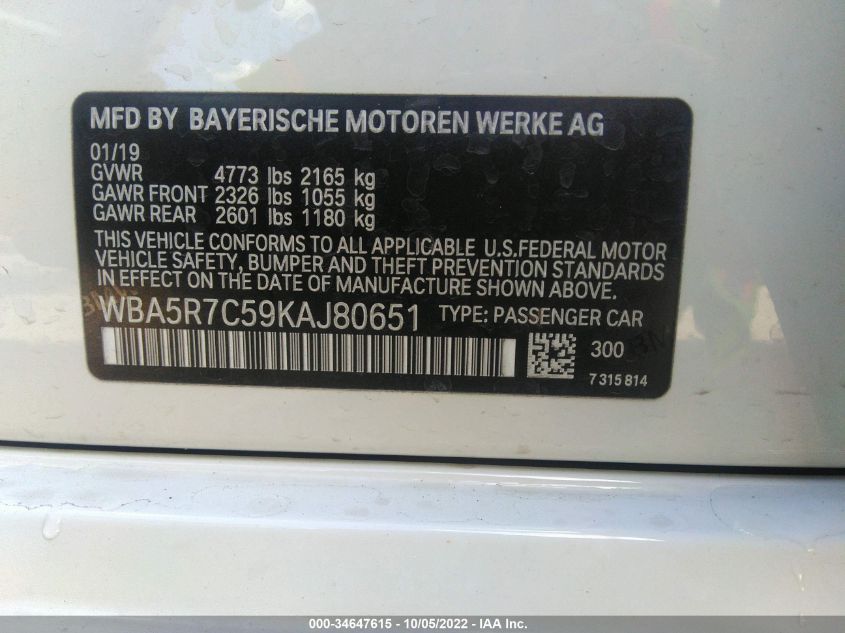 MFD BY BAYERISCHE MOTOREN WERKE AG
01/19
GVWR 4773 lbs 2165 kg
GAWR FRONT 2326 lbs 1055 kg
GAWR REAR 2601 lbs 1180 kg
THIS VEHICLE CONFORMS TO ALL APPLICABLE U.S.FEDERAL MOTOR
VEHICLE SAFETY, BUMPER AND THEFT PREVENTION STANDARDS
IN EFFECT ON THE DATE OF MANUFACTURE SHOWN ABOVE.
WBA5R7C59KAJ80651 TYPE: PASSENGER CAR
300
7315814
000-34647615 - 10/05/2022 - IAA Inc.